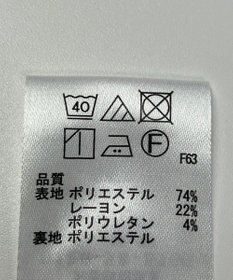 40
F
F63
品質
表地 ポリエステル 74%
レーヨン 22%
ポリウレタン 4%
裏地 ポリエステル